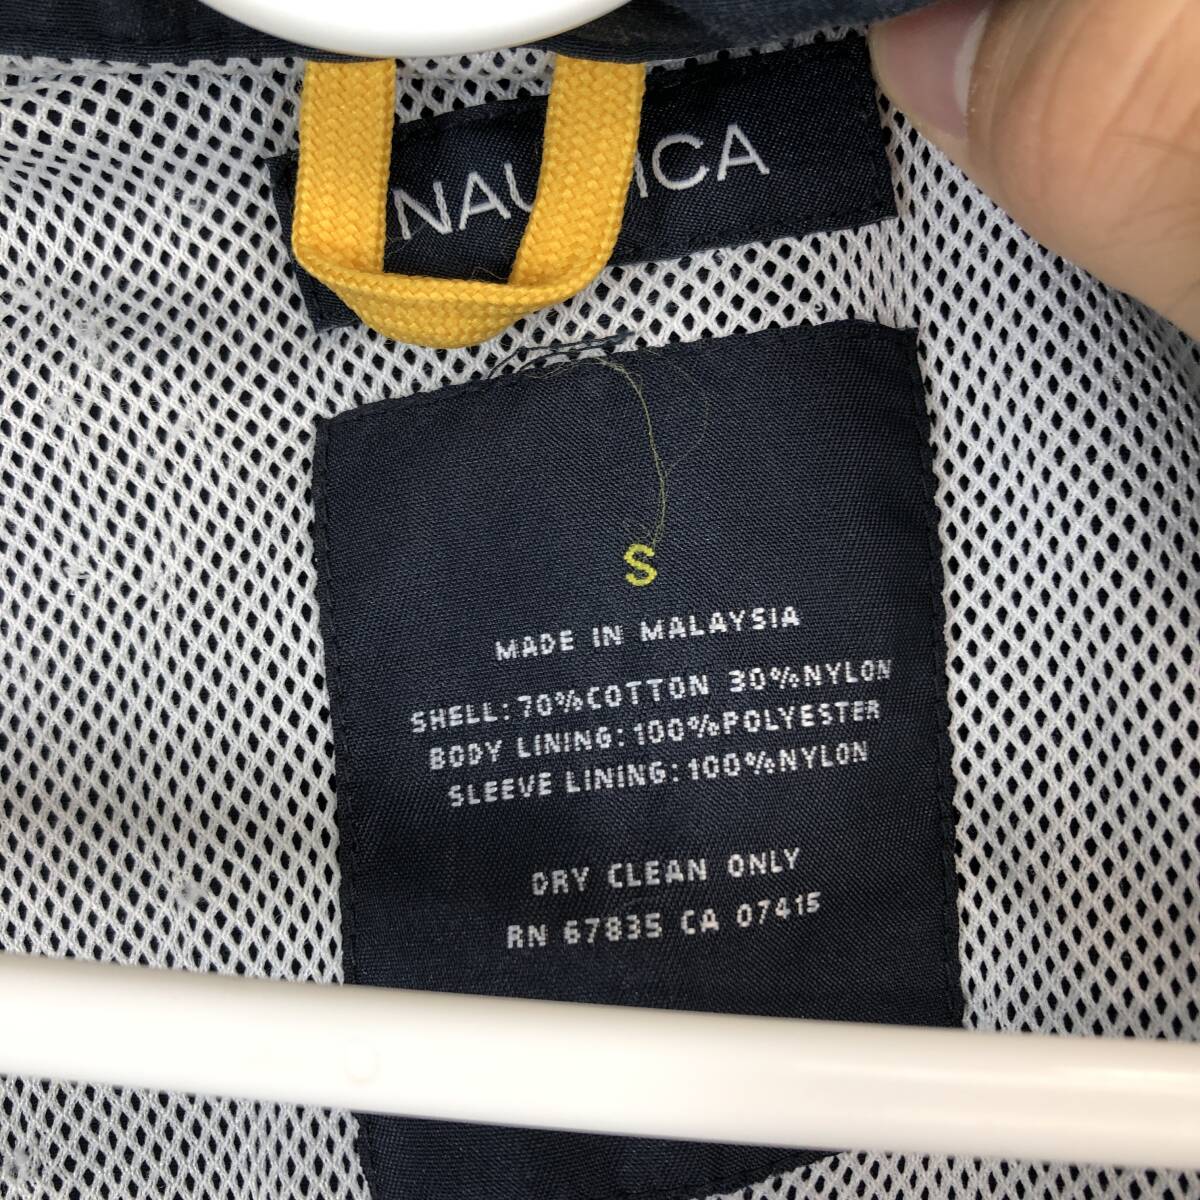 NAUTICA
S
MADE IN MALAYSIA
SHELL: 70%COTTON 30%NYLON
BODY LINING: 100%POLYESTER
SLEEVE LINING: 100%NYLON
DRY CLEAN ONLY
RN 67835 CA 07415